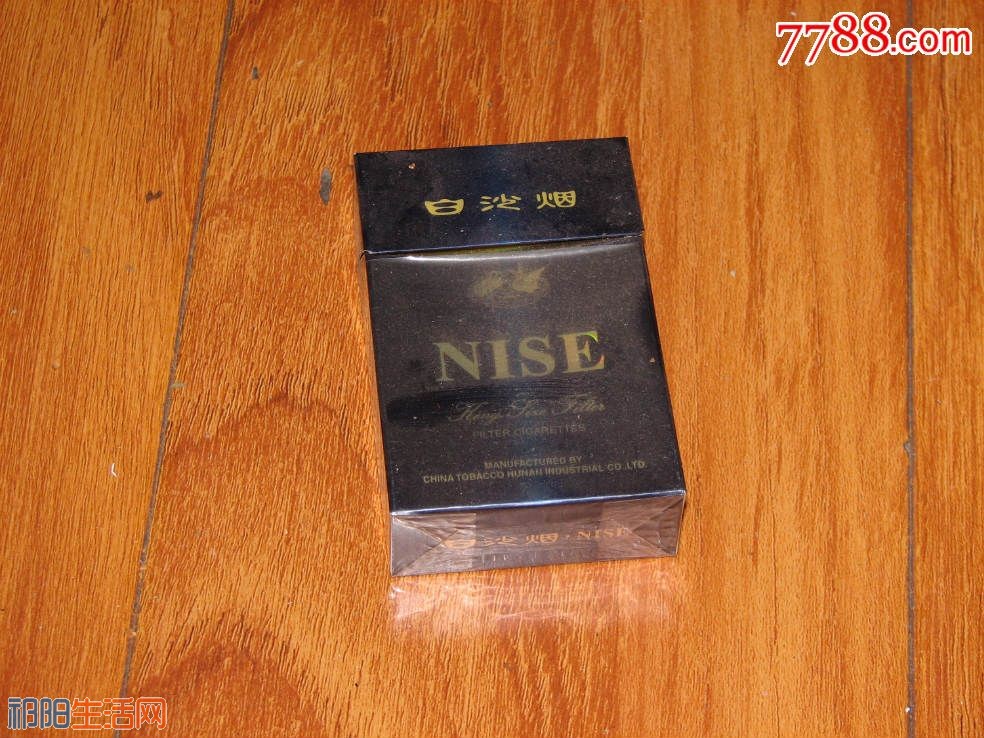 7788.com
白沙烟
NISE
King Size Filter
FILTER CIGARETTES
MANUFACTURED BY
CHINA TOBACCO HUNAN INDUSTRIAL CO.,LTD.
白沙烟·NISE
祁阳生活网